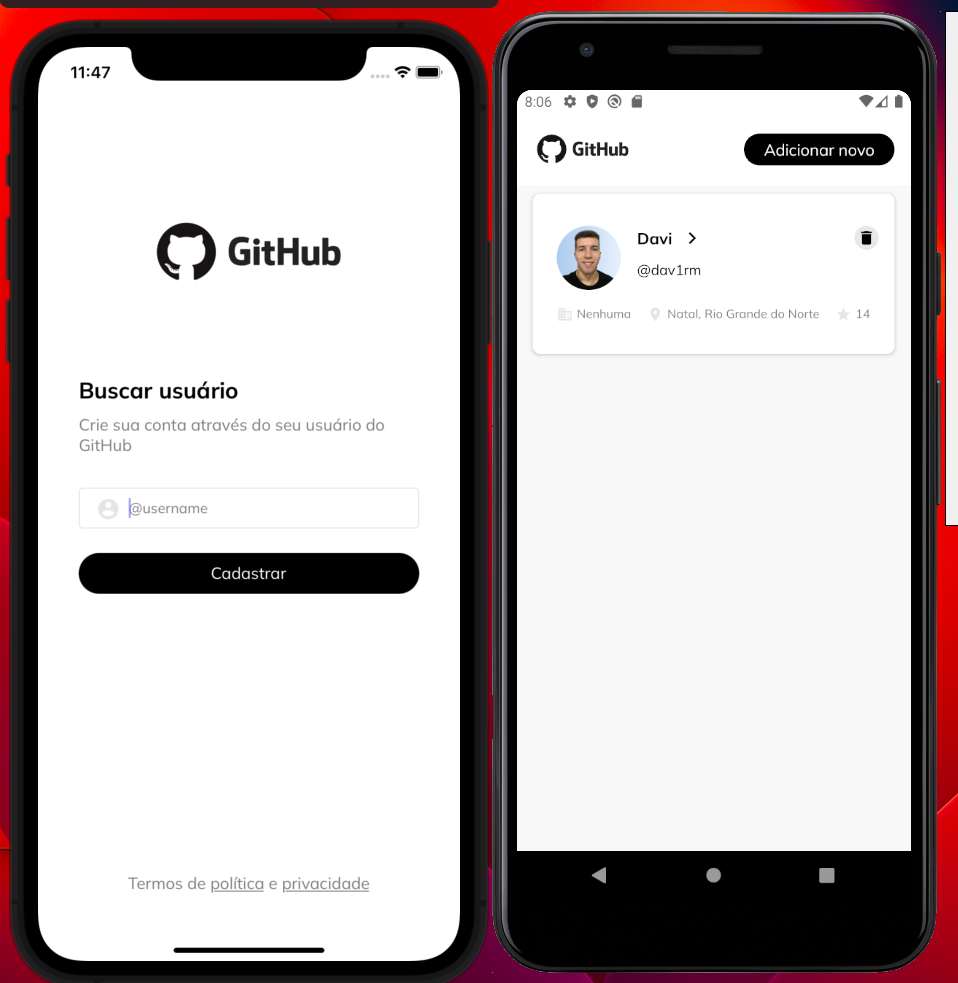 11:47
GitHub
Buscar usuário
Crie sua conta através do seu usuário do
GitHub
@username
Cadastrar
Termos de política e privacidade
8:06
GitHub
Adicionar novo
Davi
@dav1rm
Nenhuma
Natal, Rio Grande do Norte
14